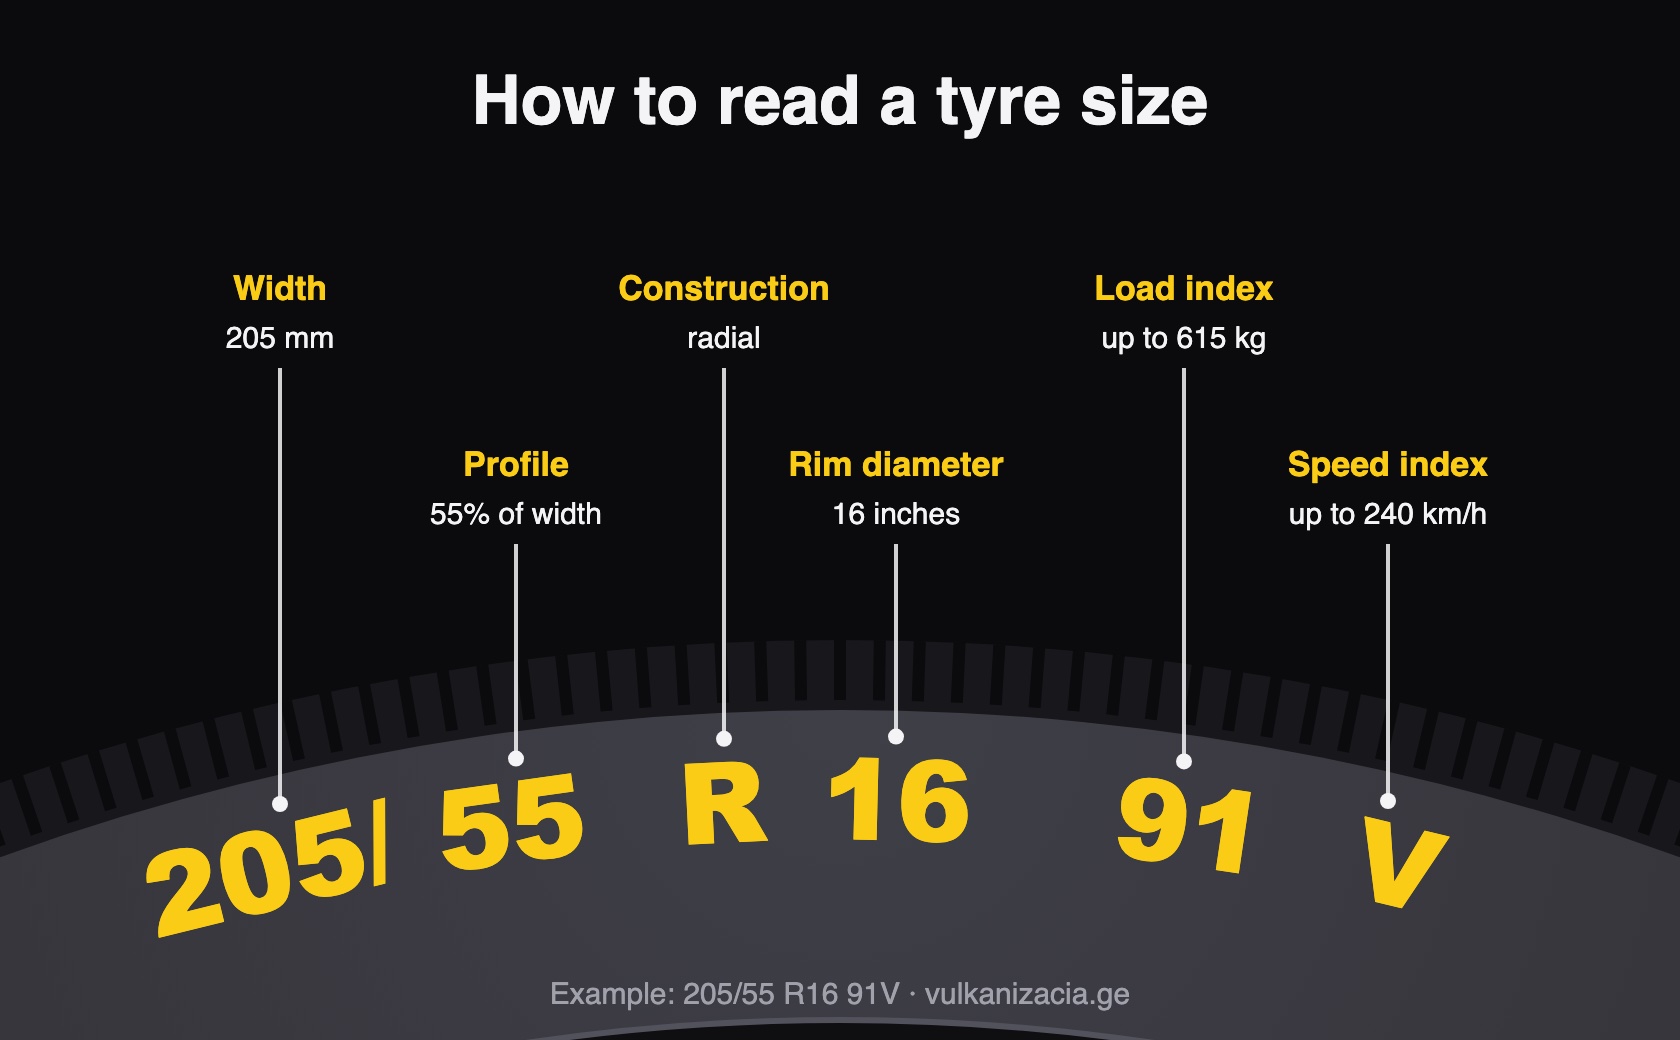 How to read a tyre size
Width
205 mm
Construction
radial
Load index
up to 615 kg
Profile
55% of width
Rim diameter
16 inches
Speed index
up to 240 km/h
205/ 55 R 16 91 V
Example: 205/55 R16 91V · vulkanizacia.ge